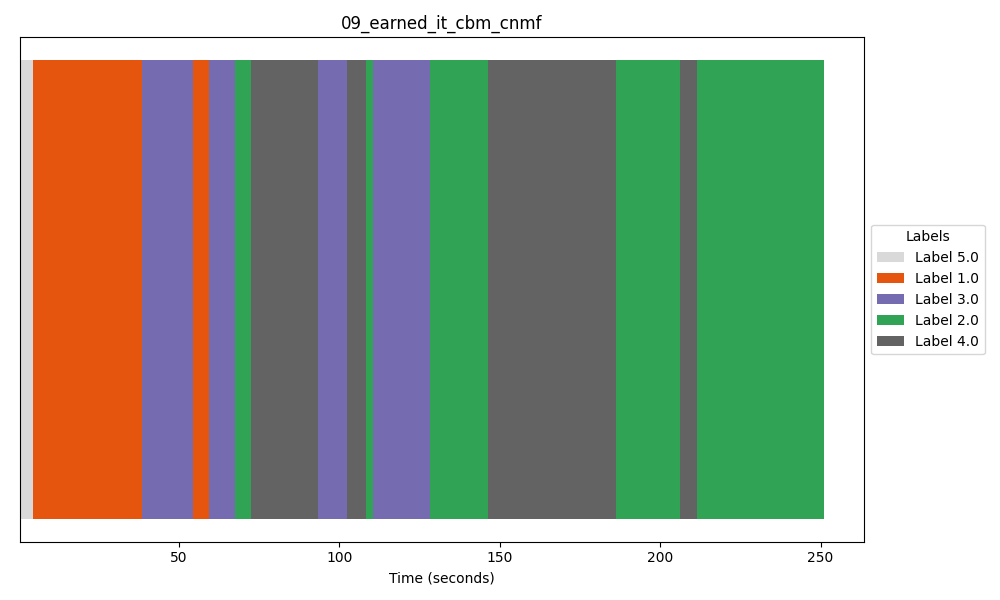 09_earned_it_cbm_cnmf
Labels
Label 5.0
Label 1.0
Label 3.0
Label 2.0
Label 4.0
50
100
150
200
250
Time (seconds)